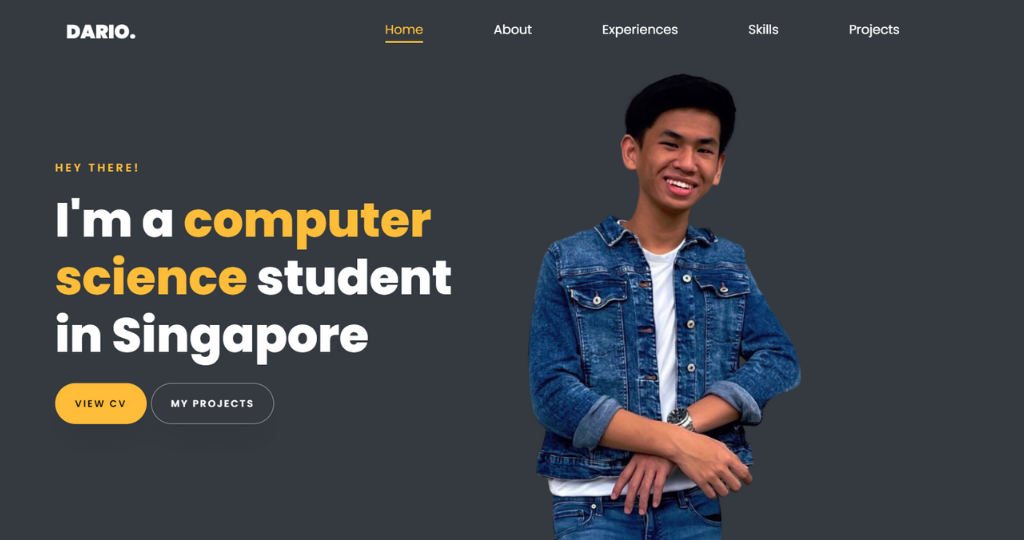 DARIO.
Home
About
Experiences
Skills
Projects
HEY THERE!
I'm a computer
science student
in Singapore
VIEW CV
MY PROJECTS